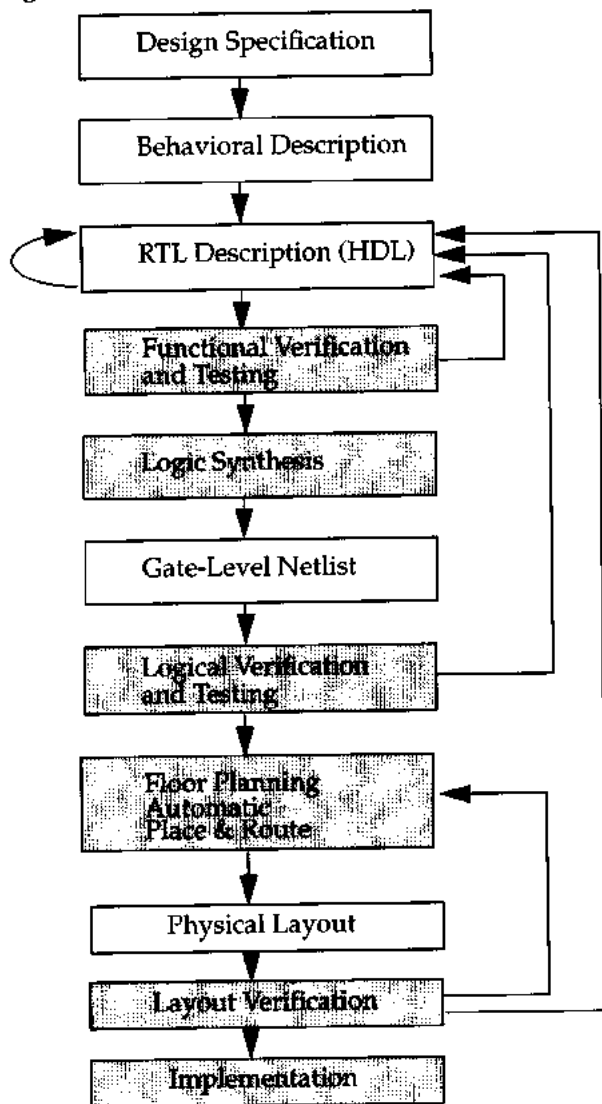 Design Specification
Behavioral Description
RTL Description (HDL)
Functional Verification
and Testing
Logic Synthesis
Gate-Level Netlist
Logical Verification
and Testing
Floor Planning
Automatic
Place & Route
Physical Layout
Layout Verification
Implementation